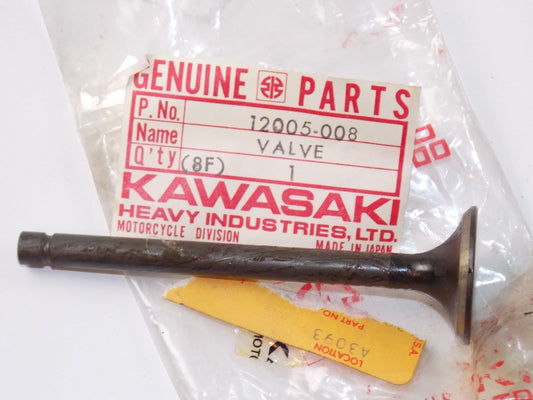 GENUINE PARTS
P. No. 12005-008
Name VALVE
Q'ty (8F) 1
KAWASAKI
HEAVY INDUSTRIES, LTD.
MOTORCYCLE DIVISION MADE IN JAPAN
U.S.A.
PART NO.
A3093
LOCATION